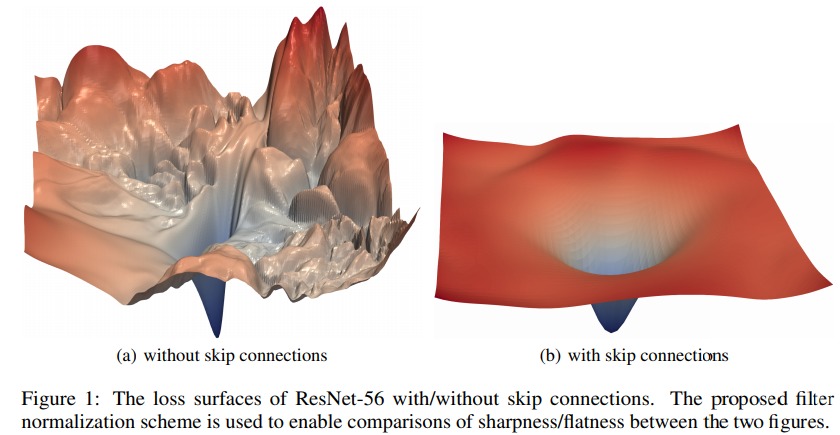 (a) without skip connections
(b) with skip connections
Figure 1: The loss surfaces of ResNet-56 with/without skip connections. The proposed filter
normalization scheme is used to enable comparisons of sharpness/flatness between the two figures.